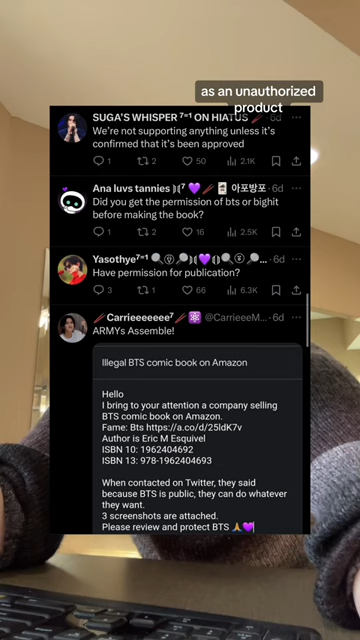 as an unauthorized
product
SUGA'S WHISPER ⁷⁼¹ ON HIATUS · 6d
We're not supporting anything unless it's
confirmed that it's been approved
1 2 50 2.1K
Ana luvs tannies ⟭⟬⁷ 💜 아포방포 · 6d
Did you get the permission of bts or bighit
before making the book?
1 2 16 2.5K
Yasothye⁷⁼¹ ... · 6d
Have permission for publication?
3 1 66 6.3K
Carrieeeeeee⁷ @CarrieeeM... · 6d
ARMYs Assemble!
Illegal BTS comic book on Amazon
Hello
I bring to your attention a company selling
BTS comic book on Amazon.
Fame: Bts https://a.co/d/25ldK7v
Author is Eric M Esquivel
ISBN 10: 1962404692
ISBN 13: 978-1962404693
When contacted on Twitter, they said
because BTS is public, they can do whatever
they want.
3 screenshots are attached.
Please review and protect BTS 🙏💜